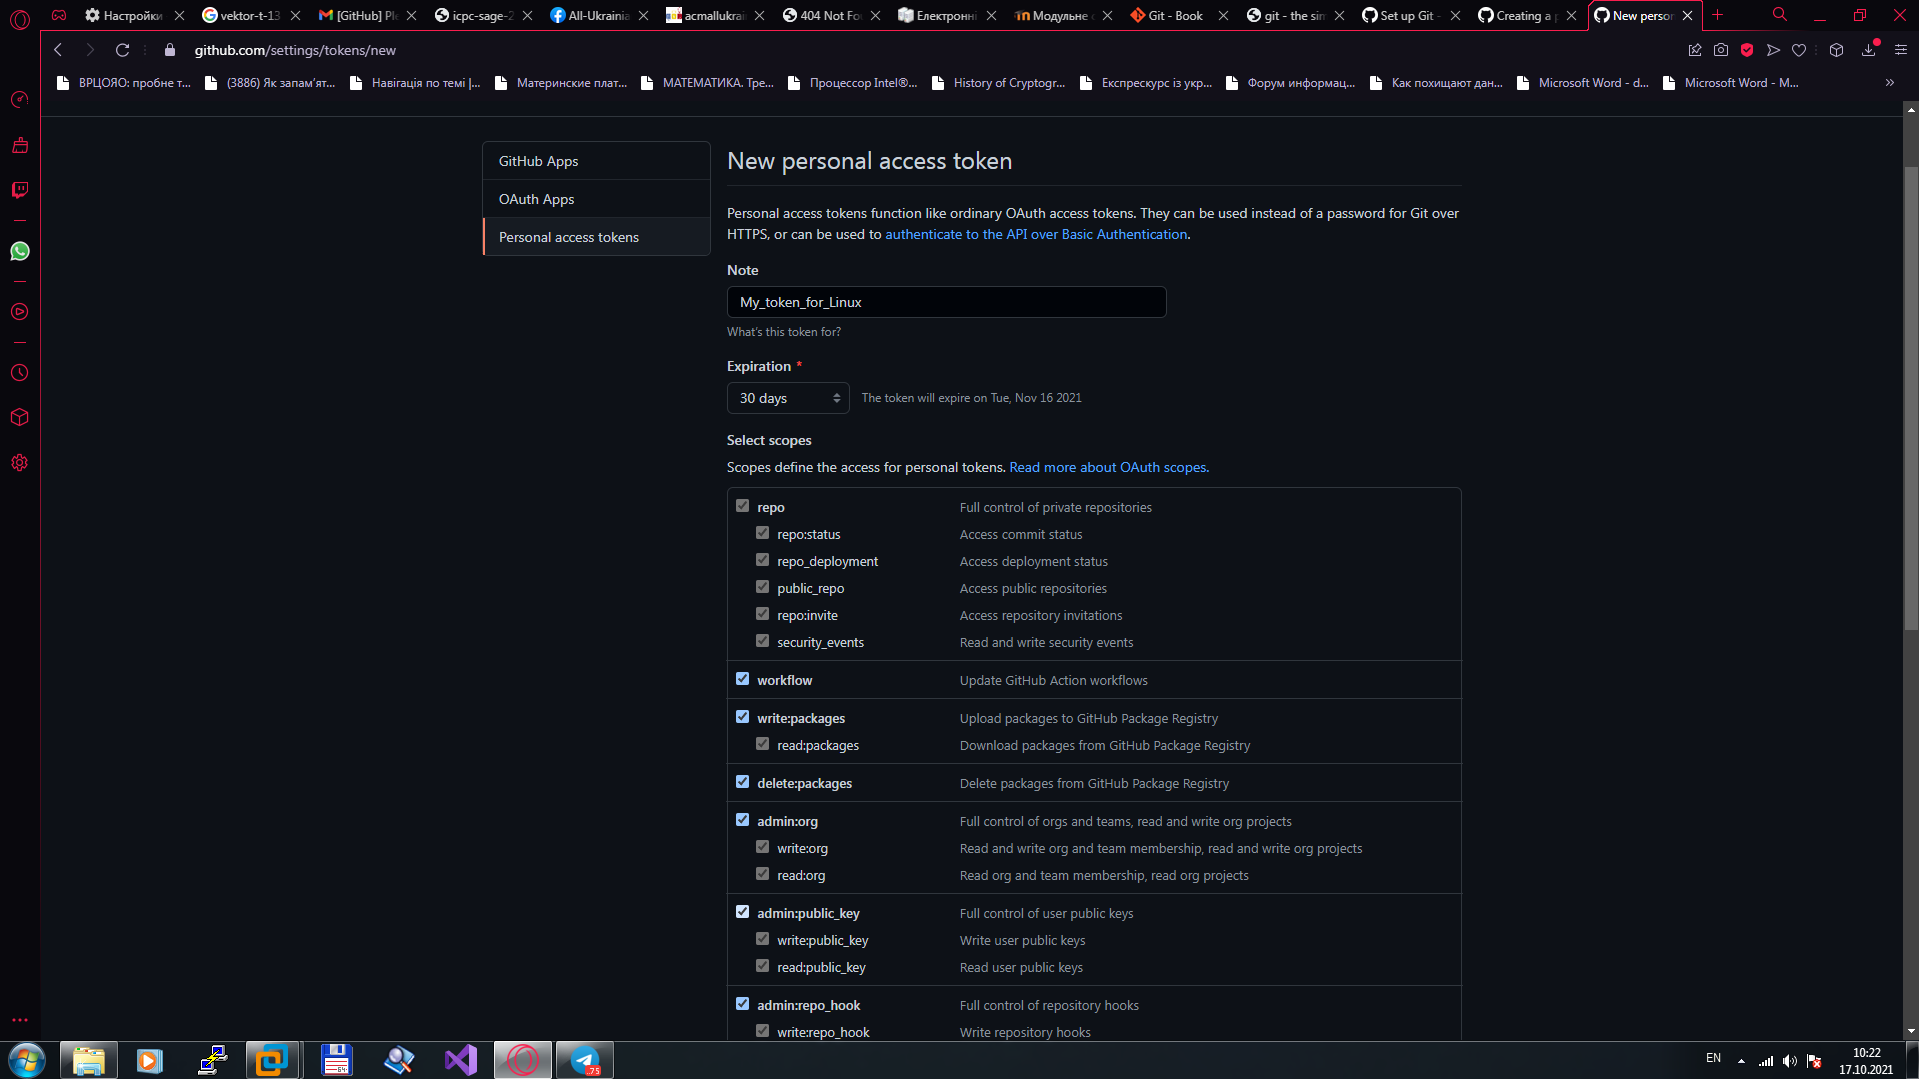 Настройки
vektor-t-13
[GitHub] Pl
icpc-sage-2
All-Ukrainia
acmallukrai
404 Not Fo
Електронні
Модульне
Git - Book
git - the sim
Set up Git -
Creating a p
New person
github.com/settings/tokens/new
ВРЦОЯО: пробне т...
(3886) Як запам'ят...
Навігація по темі |...
Материнские плат...
МАТЕМАТИКА. Тре...
Процессор Intel®...
History of Cryptogr...
Експрескурс із укр...
Форум информац...
Как похищают дан...
Microsoft Word - d...
Microsoft Word - M...
GitHub Apps
OAuth Apps
Personal access tokens
New personal access token
Personal access tokens function like ordinary OAuth access tokens. They can be used instead of a password for Git over
HTTPS, or can be used to authenticate to the API over Basic Authentication.
Note
My_token_for_Linux
What's this token for?
Expiration *
30 days
The token will expire on Tue, Nov 16 2021
Select scopes
Scopes define the access for personal tokens. Read more about OAuth scopes.
repo Full control of private repositories
repo:status Access commit status
repo_deployment Access deployment status
public_repo Access public repositories
repo:invite Access repository invitations
security_events Read and write security events
workflow Update GitHub Action workflows
write:packages Upload packages to GitHub Package Registry
read:packages Download packages from GitHub Package Registry
delete:packages Delete packages from GitHub Package Registry
admin:org Full control of orgs and teams, read and write org projects
write:org Read and write org and team membership, read and write org projects
read:org Read org and team membership, read org projects
admin:public_key Full control of user public keys
write:public_key Write user public keys
read:public_key Read user public keys
admin:repo_hook Full control of repository hooks
write:repo_hook Write repository hooks
64
.75
EN
10:22
17.10.2021